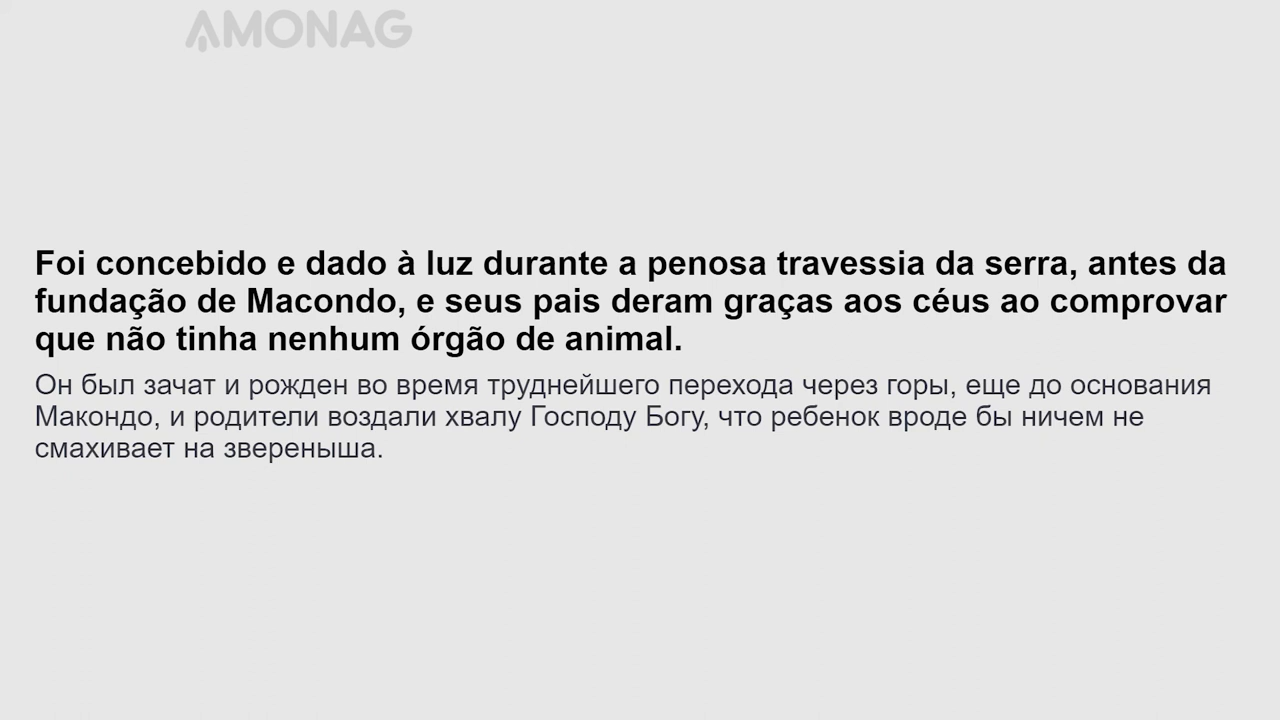 AMONAG
Foi concebido e dado à luz durante a penosa travessia da serra, antes da
fundação de Macondo, e seus pais deram graças aos céus ao comprovar
que não tinha nenhum órgão de animal.
Он был зачат и рожден во время труднейшего перехода через горы, еще до основания
Макондо, и родители воздали хвалу Господу Богу, что ребенок вроде бы ничем не
смахивает на звереныша.